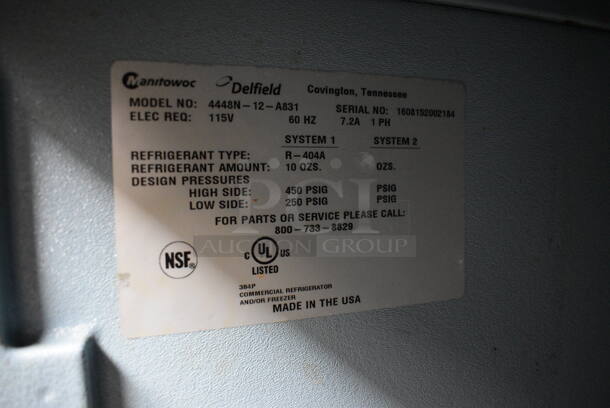 Manitowoc Delfield Covington, Tennessee
MODEL NO: 4448N-12-A831 SERIAL NO: 1608152002184
ELEC REQ: 115V 60 HZ 7.2A 1 PH
SYSTEM 1 SYSTEM 2
REFRIGERANT TYPE: R-404A
REFRIGERANT AMOUNT: 10 OZS. OZS.
DESIGN PRESSURES
HIGH SIDE: 450 PSIG PSIG
LOW SIDE: 250 PSIG PSIG
FOR PARTS OR SERVICE PLEASE CALL:
800-733-8829
PSI
AUCTION GROUP
NSF
C UL US
LISTED
384P
COMMERCIAL REFRIGERATOR
AND/OR FREEZER
MADE IN THE USA